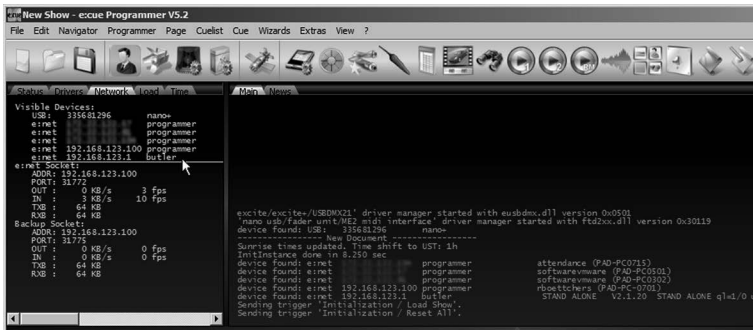 New Show - e:cue Programmer V5.2
File Edit Navigator Programmer Page Cuelist Cue Wizards Extras View ?
Status Drivers Network Load Time
Visible Devices:
USB: 335681296 nano+
e:net programmer
e:net programmer
e:net programmer
e:net 192.168.123.100 programmer
e:net 192.168.123.1 butler
e:net Socket:
ADDR: 192.168.123.100
PORT: 31772
OUT : 0 KB/s 3 fps
IN : 3 KB/s 10 fps
TXB : 64 KB
RXB : 64 KB
Backup Socket:
ADDR: 192.168.123.100
PORT: 31775
OUT : 0 KB/s 0 fps
IN : 0 KB/s 0 fps
TXB : 64 KB
RXB : 64 KB
Main News
excite/excite+/USBDMX21' driver manager started with eusbdmx.dll version 0x0501
'nano usb/fader unit/ME2 midi interface' driver manager started with ftd2xx.dll version 0x30119
device found: USB: 335681296 nano+
----------------- New Document -----------------
Sunrise times updated. Time shift to UST: 1h
InitInstance done in 8.250 sec
device found: e:net programmer attendance (PAD-PC0715)
device found: e:net programmer softwarevmware (PAD-PC0501)
device found: e:net programmer softwarevmware (PAD-PC0302)
device found: e:net 192.168.123.100 programmer rboettchers (PAD-PC-0701)
device found: e:net 192.168.123.1 butler STAND ALONE V2.1.20 STAND ALONE ql=1/0
Sending trigger 'Initialization / Load Show'.
Sending trigger 'Initialization / Reset All'.